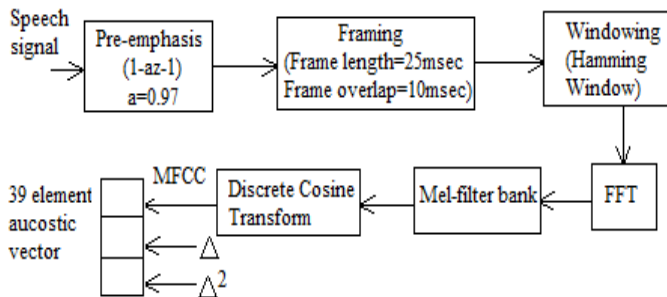 Speech
signal
Pre-emphasis
(1-az-1)
a=0.97
Framing
(Frame length=25msec
Frame overlap=10msec)
Windowing
(Hamming
Window)
39 element
aucostic
vector
MFCC
Δ
Δ²
Discrete Cosine
Transform
Mel-filter bank
FFT